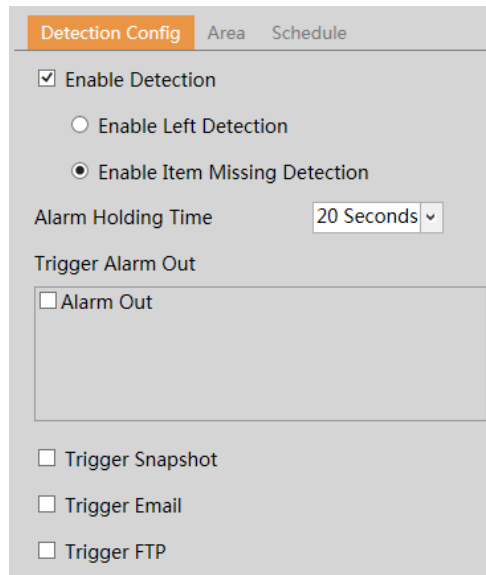 Detection Config Area Schedule
Enable Detection
Enable Left Detection
Enable Item Missing Detection
Alarm Holding Time 20 Seconds
Trigger Alarm Out
Alarm Out
Trigger Snapshot
Trigger Email
Trigger FTP